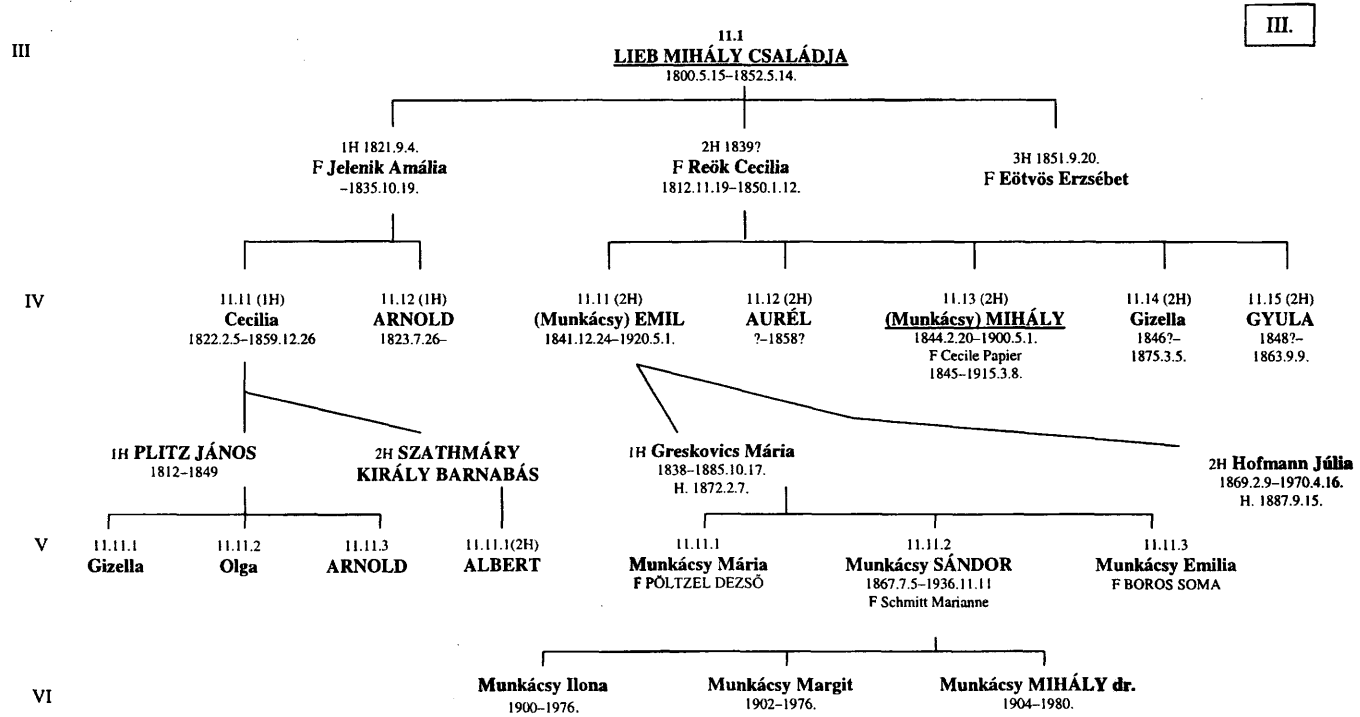 III.
III
11.1
LIEB MIHÁLY CSALÁDJA
1800.5.15–1852.5.14.
1H 1821.9.4.
F Jelenik Amália
–1835.10.19.
2H 1839?
F Reök Cecilia
1812.11.19–1850.1.12.
3H 1851.9.20.
F Eötvös Erzsébet
IV
11.11 (1H)
Cecilia
1822.2.5–1859.12.26
11.12 (1H)
ARNOLD
1823.7.26–
11.11 (2H)
(Munkácsy) EMIL
1841.12.24–1920.5.1.
11.12 (2H)
AURÉL
?–1858?
11.13 (2H)
(Munkácsy) MIHÁLY
1844.2.20–1900.5.1.
F Cecile Papier
1845–1915.3.8.
11.14 (2H)
Gizella
1846?–
1875.3.5.
11.15 (2H)
GYULA
1848?–
1863.9.9.
1H PLITZ JÁNOS
1812–1849
2H SZATHMÁRY
KIRÁLY BARNABÁS
1H Greskovics Mária
1838–1885.10.17.
H. 1872.2.7.
2H Hofmann Júlia
1869.2.9–1970.4.16.
H. 1887.9.15.
V
11.11.1
Gizella
11.11.2
Olga
11.11.3
ARNOLD
11.11.1(2H)
ALBERT
11.11.1
Munkácsy Mária
F PÖLTZEL DEZSŐ
11.11.2
Munkácsy SÁNDOR
1867.7.5–1936.11.11
F Schmitt Marianne
11.11.3
Munkácsy Emilia
F BOROS SOMA
VI
Munkácsy Ilona
1900–1976.
Munkácsy Margit
1902–1976.
Munkácsy MIHÁLY dr.
1904–1980.